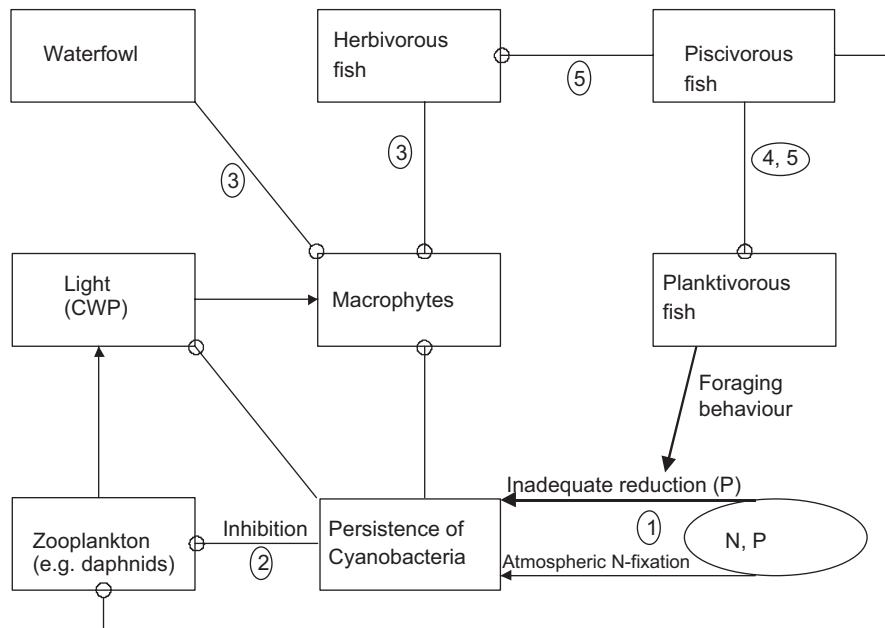 Waterfowl
Herbivorous
fish
5
Piscivorous
fish
3
3
4, 5
Light
(CWP)
Macrophytes
Planktivorous
fish
Foraging
behaviour
Inadequate reduction (P)
1
Zooplankton
(e.g. daphnids)
Inhibition
2
Persistence of
Cyanobacteria
N, P
Atmospheric N-fixation